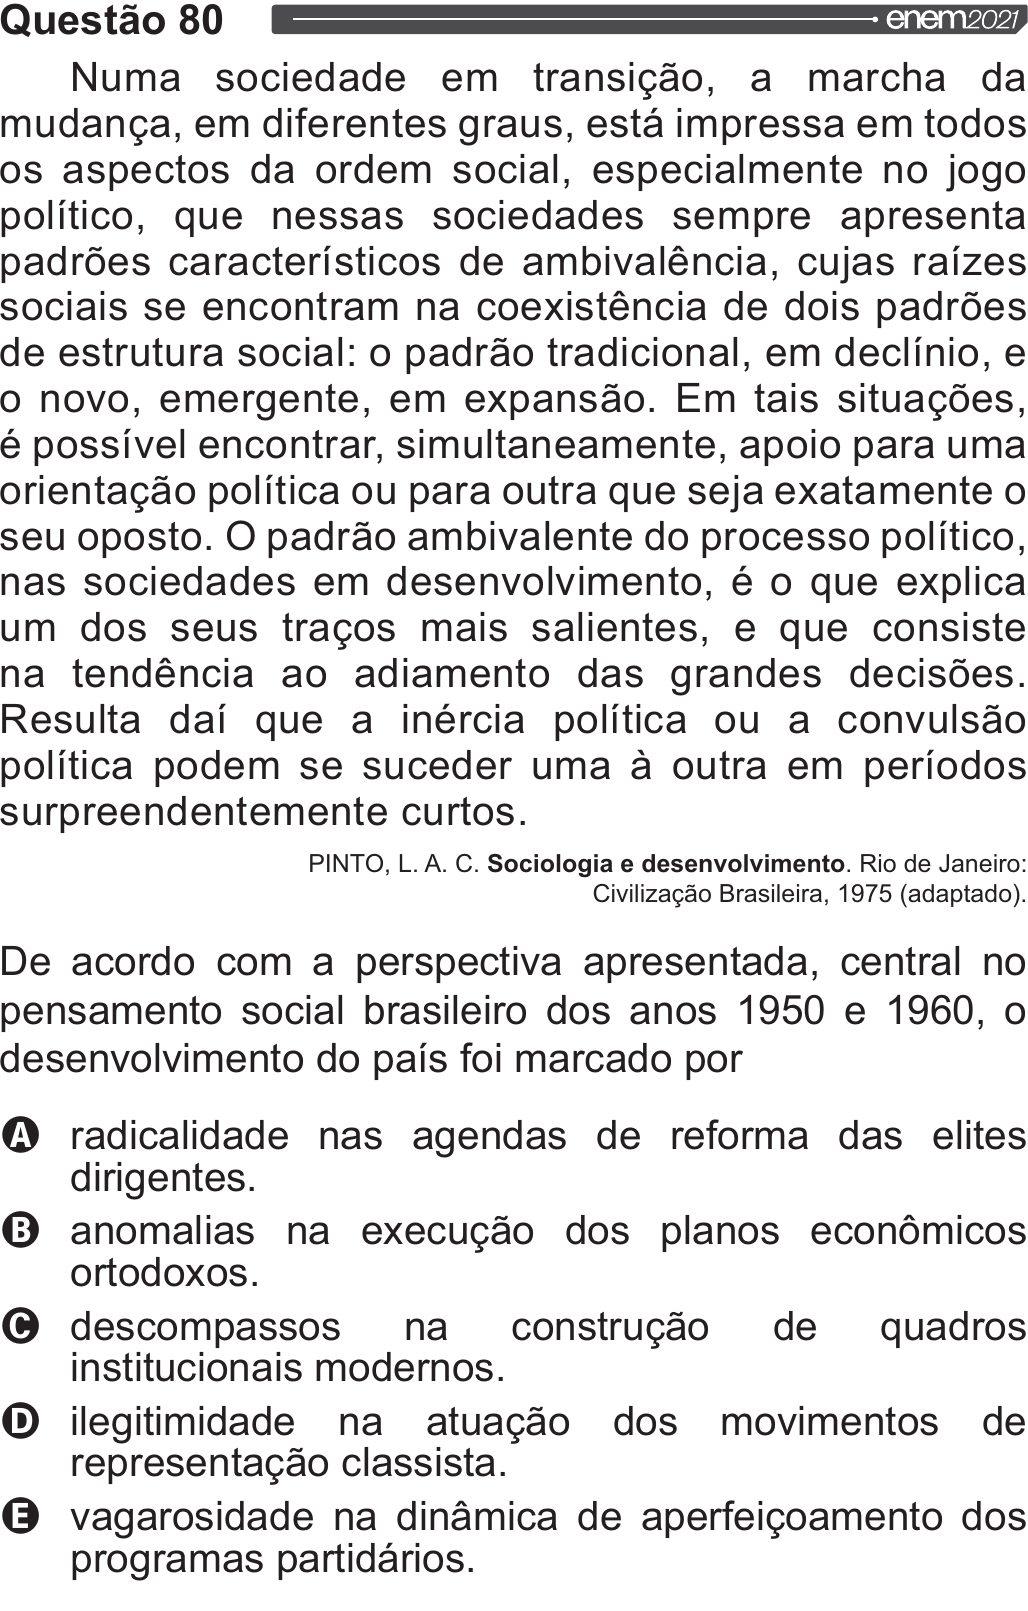 Questão 80
enem2021
Numa sociedade em transição, a marcha da
mudança, em diferentes graus, está impressa em todos
os aspectos da ordem social, especialmente no jogo
político, que nessas sociedades sempre apresenta
padrões característicos de ambivalência, cujas raízes
sociais se encontram na coexistência de dois padrões
de estrutura social: o padrão tradicional, em declínio, e
o novo, emergente, em expansão. Em tais situações,
é possível encontrar, simultaneamente, apoio para uma
orientação política ou para outra que seja exatamente o
seu oposto. O padrão ambivalente do processo político,
nas sociedades em desenvolvimento, é o que explica
um dos seus traços mais salientes, e que consiste
na tendência ao adiamento das grandes decisões.
Resulta daí que a inércia política ou a convulsão
política podem se suceder uma à outra em períodos
surpreendentemente curtos.
PINTO, L. A. C. Sociologia e desenvolvimento. Rio de Janeiro:
Civilização Brasileira, 1975 (adaptado).
De acordo com a perspectiva apresentada, central no
pensamento social brasileiro dos anos 1950 e 1960, o
desenvolvimento do país foi marcado por
A radicalidade nas agendas de reforma das elites
dirigentes.
B anomalias na execução dos planos econômicos
ortodoxos.
C descompassos na construção de quadros
institucionais modernos.
D ilegitimidade na atuação dos movimentos de
representação classista.
E vagarosidade na dinâmica de aperfeiçoamento dos
programas partidários.